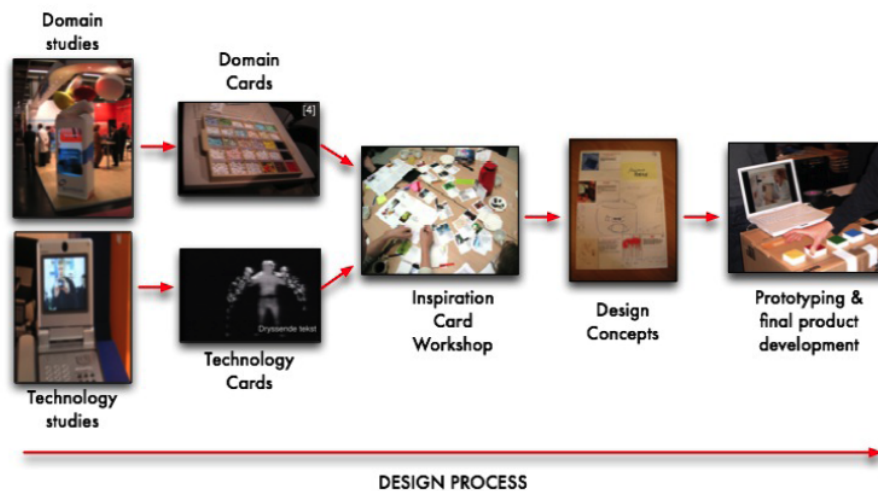 Domain
studies
Domain
Cards
[4]
Dryssende tekst
Technology
Cards
Technology
studies
Inspiration
Card
Workshop
Design
Concepts
Prototyping &
final product
development
DESIGN PROCESS